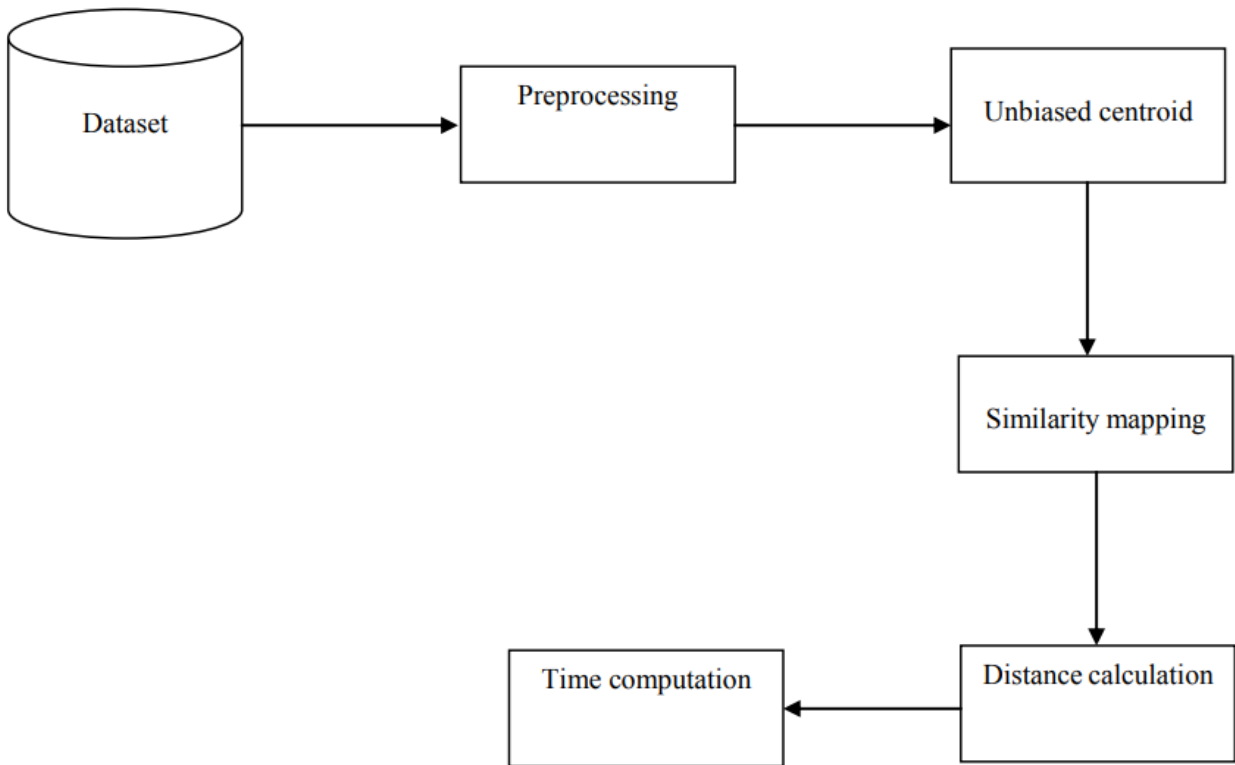 Dataset
Preprocessing
Unbiased centroid
Similarity mapping
Distance calculation
Time computation